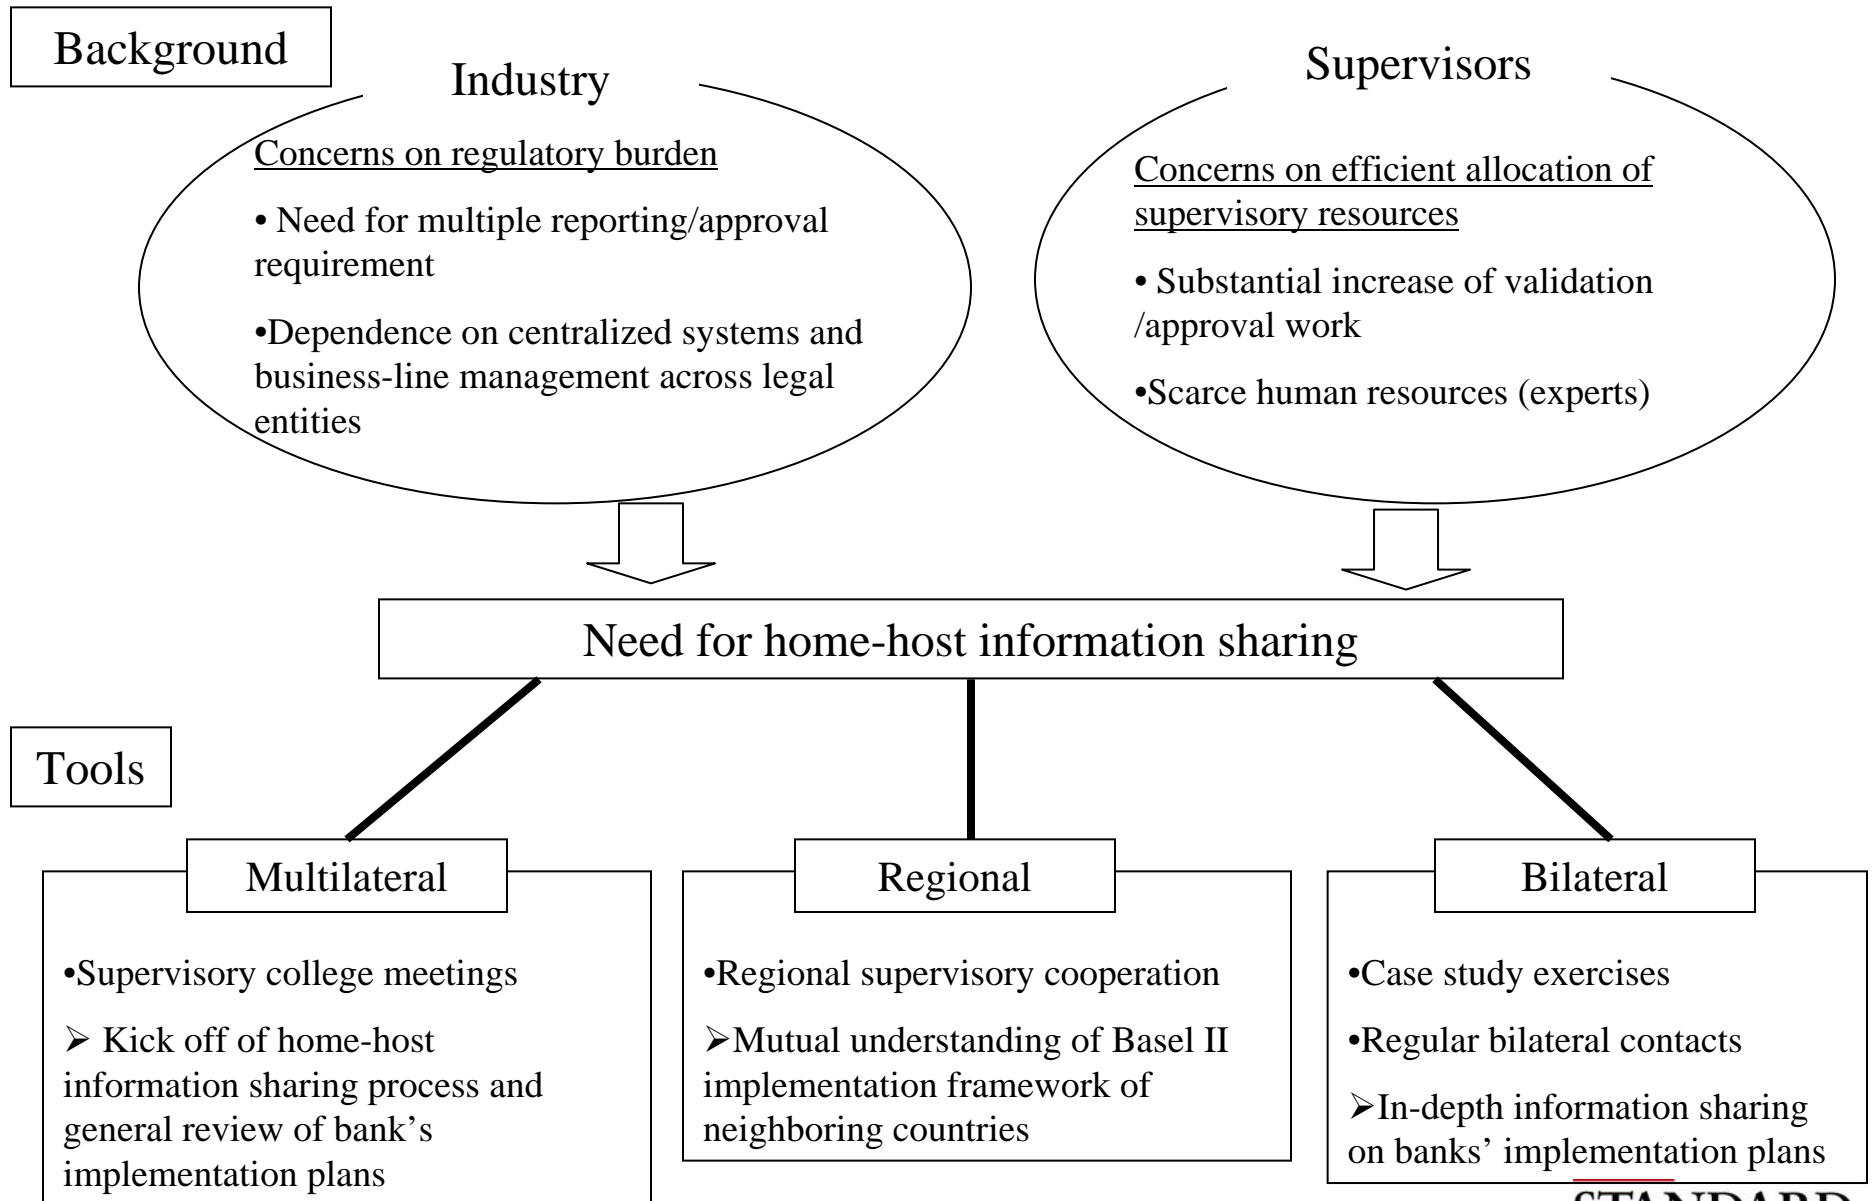 Background
Industry
Concerns on regulatory burden
• Need for multiple reporting/approval
requirement
•Dependence on centralized systems and
business-line management across legal
entities
Supervisors
Concerns on efficient allocation of
supervisory resources
• Substantial increase of validation
/approval work
•Scarce human resources (experts)
Need for home-host information sharing
Tools
Multilateral
•Supervisory college meetings
➢ Kick off of home-host
information sharing process and
general review of bank’s
implementation plans
Regional
•Regional supervisory cooperation
➢Mutual understanding of Basel II
implementation framework of
neighboring countries
Bilateral
•Case study exercises
•Regular bilateral contacts
➢In-depth information sharing
on banks’ implementation plans
STANDARD